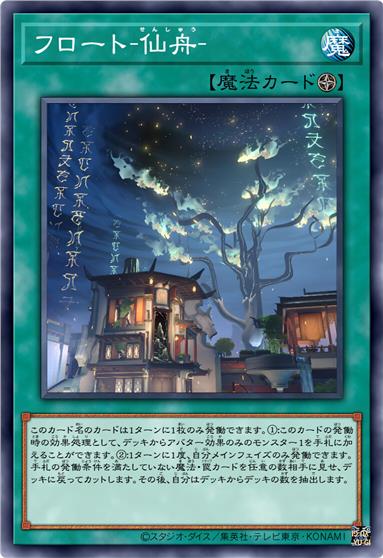 フロート-仙舟-
【魔法カード】
このカード名のカードは1ターンに1枚のみ発動できます。①:このカードの発動
時の効果処理として、デッキからアバター効果のみのモンスター1を手札に加
えることができます。②:1ターンに1度、自分メインフェイズのみ発動できます。
手札の発動条件を満たしていない魔法・罠カードを任意の数相手に見せ、デッ
キに戻ってカットします。その後、自分はデッキからデッキの数を抽出します。
©スタジオ・ダイス/集英社・テレビ東京・KONAMI